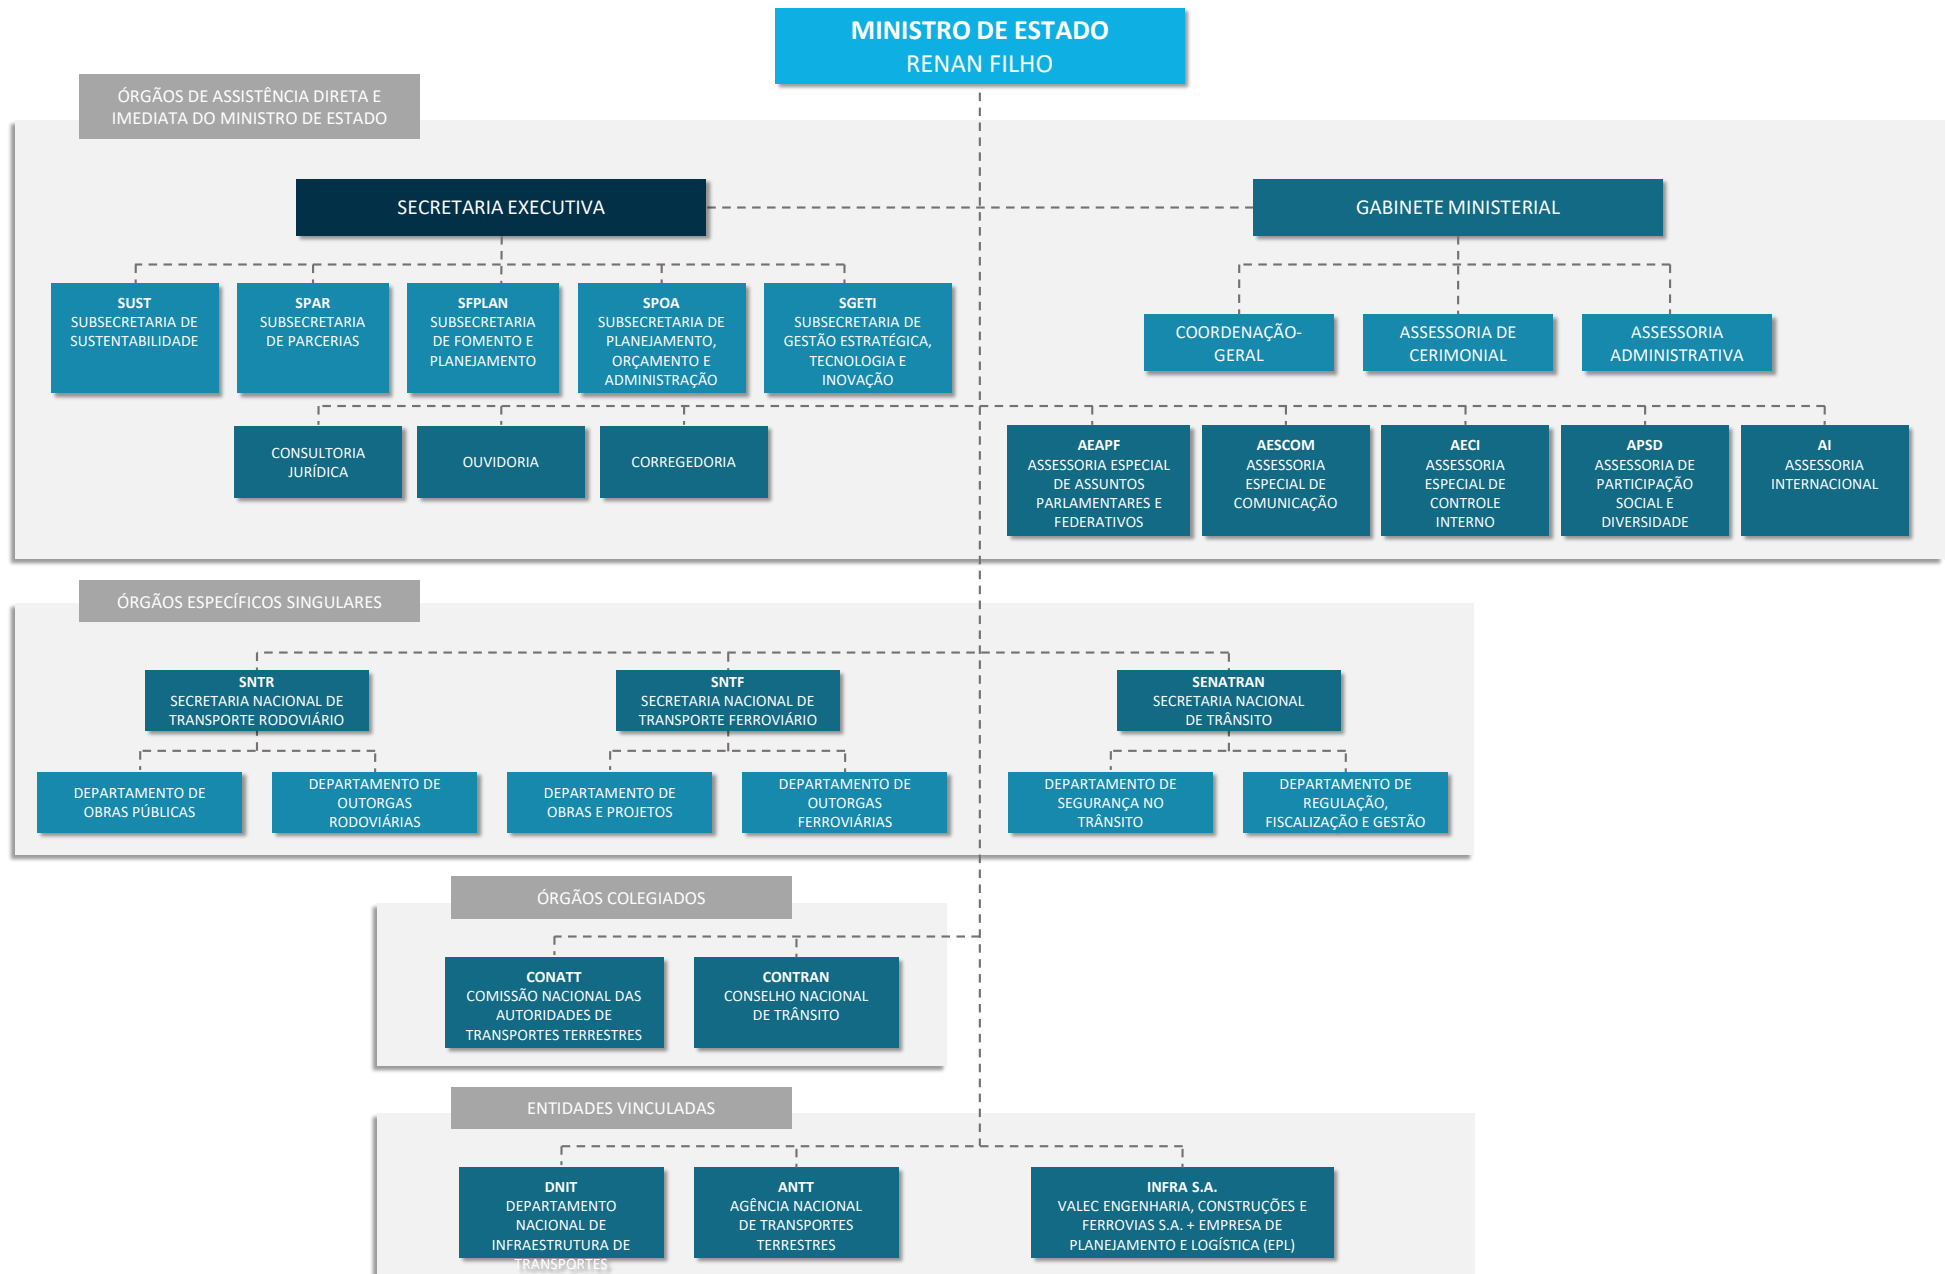 MINISTRO DE ESTADO
RENAN FILHO
ÓRGÃOS DE ASSISTÊNCIA DIRETA E
IMEDIATA DO MINISTRO DE ESTADO
SECRETARIA EXECUTIVA
GABINETE MINISTERIAL
SUST
SUBSECRETARIA DE
SUSTENTABILIDADE
SPAR
SUBSECRETARIA
DE PARCERIAS
SFPLAN
SUBSECRETARIA
DE FOMENTO E
PLANEJAMENTO
SPOA
SUBSECRETARIA DE
PLANEJAMENTO,
ORÇAMENTO E
ADMINISTRAÇÃO
SGETI
SUBSECRETARIA DE
GESTÃO ESTRATÉGICA,
TECNOLOGIA E
INOVAÇÃO
COORDENAÇÃO-
GERAL
ASSESSORIA DE
CERIMONIAL
ASSESSORIA
ADMINISTRATIVA
CONSULTORIA
JURÍDICA
OUVIDORIA
CORREGEDORIA
AEAPF
ASSESSORIA ESPECIAL
DE ASSUNTOS
PARLAMENTARES E
FEDERATIVOS
AESCOM
ASSESSORIA
ESPECIAL DE
COMUNICAÇÃO
AECI
ASSESSORIA
ESPECIAL DE
CONTROLE
INTERNO
APSD
ASSESSORIA DE
PARTICIPAÇÃO
SOCIAL E
DIVERSIDADE
AI
ASSESSORIA
INTERNACIONAL
ÓRGÃOS ESPECÍFICOS SINGULARES
SNTR
SECRETARIA NACIONAL DE
TRANSPORTE RODOVIÁRIO
SNTF
SECRETARIA NACIONAL DE
TRANSPORTE FERROVIÁRIO
SENATRAN
SECRETARIA NACIONAL
DE TRÂNSITO
DEPARTAMENTO DE
OBRAS PÚBLICAS
DEPARTAMENTO DE
OUTORGAS
RODOVIÁRIAS
DEPARTAMENTO DE
OBRAS E PROJETOS
DEPARTAMENTO DE
OUTORGAS
FERROVIÁRIAS
DEPARTAMENTO DE
SEGURANÇA NO
TRÂNSITO
DEPARTAMENTO DE
REGULAÇÃO,
FISCALIZAÇÃO E GESTÃO
ÓRGÃOS COLEGIADOS
CONATT
COMISSÃO NACIONAL DAS
AUTORIDADES DE
TRANSPORTES TERRESTRES
CONTRAN
CONSELHO NACIONAL
DE TRÂNSITO
ENTIDADES VINCULADAS
DNIT
DEPARTAMENTO
NACIONAL DE
INFRAESTRUTURA DE
TRANSPORTES
ANTT
AGÊNCIA NACIONAL
DE TRANSPORTES
TERRESTRES
INFRA S.A.
VALEC ENGENHARIA, CONSTRUÇÕES E
FERROVIAS S.A. + EMPRESA DE
PLANEJAMENTO E LOGÍSTICA (EPL)